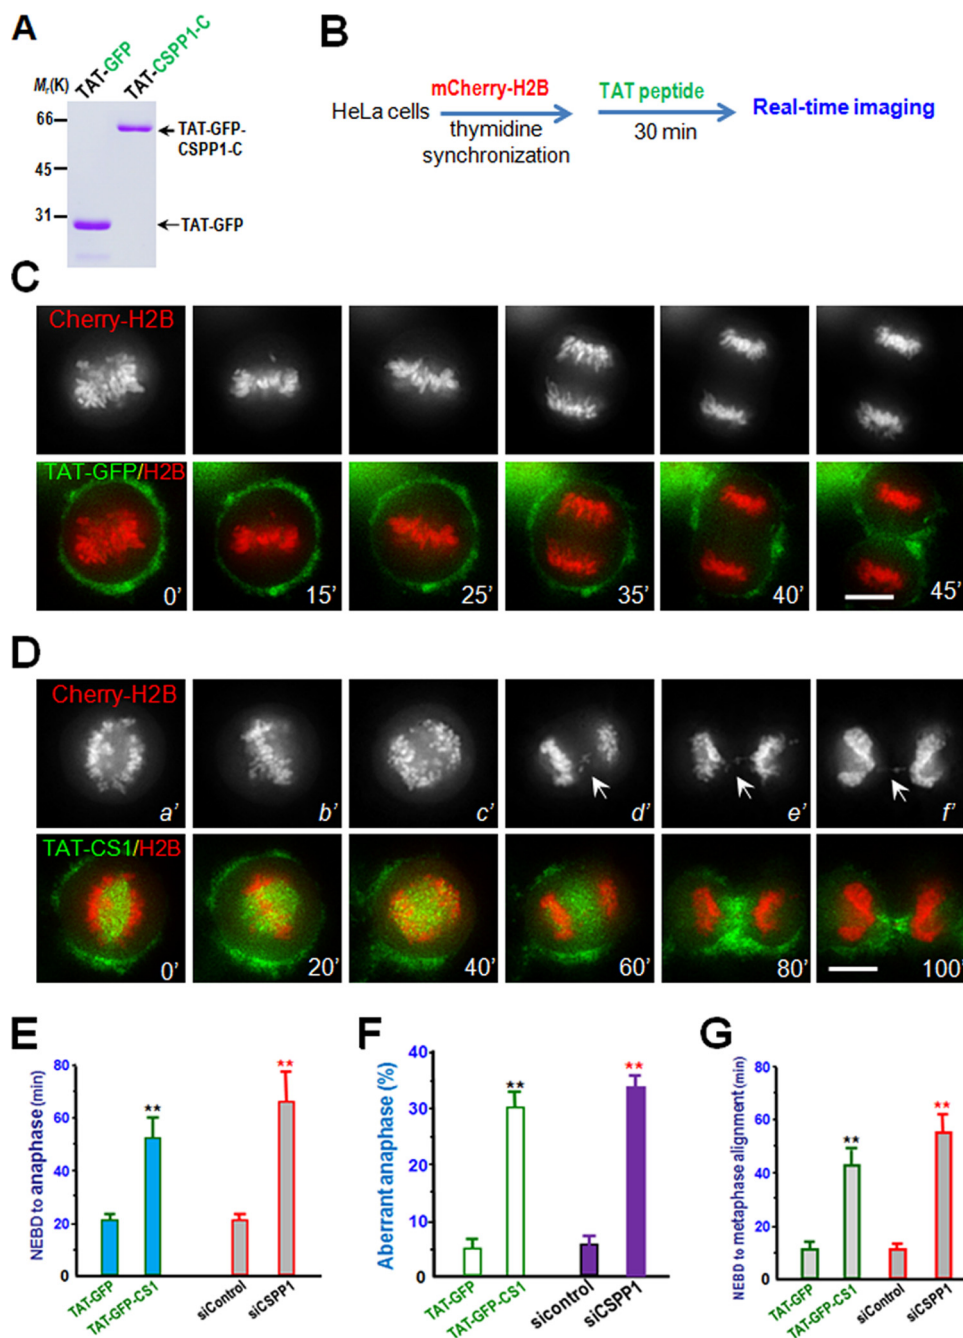 A
TAT-GFP
TAT-CSPP1-C
Mr(K)
66
45
31
TAT-GFP-
CSPP1-C
TAT-GFP
B
HeLa cells
mCherry-H2B
thymidine
synchronization
TAT peptide
30 min
Real-time imaging
C
Cherry-H2B
TAT-GFP/H2B
0’
15’
25’
35’
40’
45’
D
Cherry-H2B
a’
b’
c’
d’
e’
f’
TAT-CS1/H2B
0’
20’
40’
60’
80’
100’
E
NEBD to anaphase (min)
80
60
40
20
0
**
**
TAT-GFP
TAT-GFP-CS1
siControl
siCSPP1
F
Aberrant anaphase (%)
40
30
20
10
0
**
**
TAT-GFP
TAT-GFP-CS1
sicontrol
siCSPP1
G
NEBD to metaphase alignment (min)
80
60
40
20
0
**
**
TAT-GFP
TAT-GFP-CS1
siControl
siCSPP1